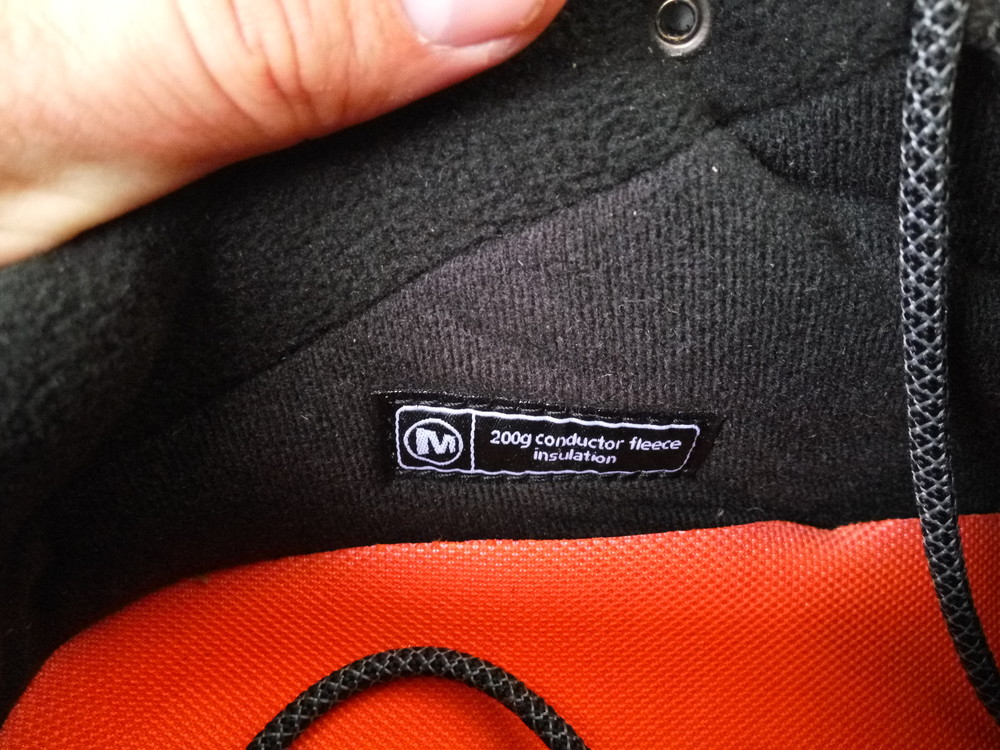 M
200g conductor fleece
insulation